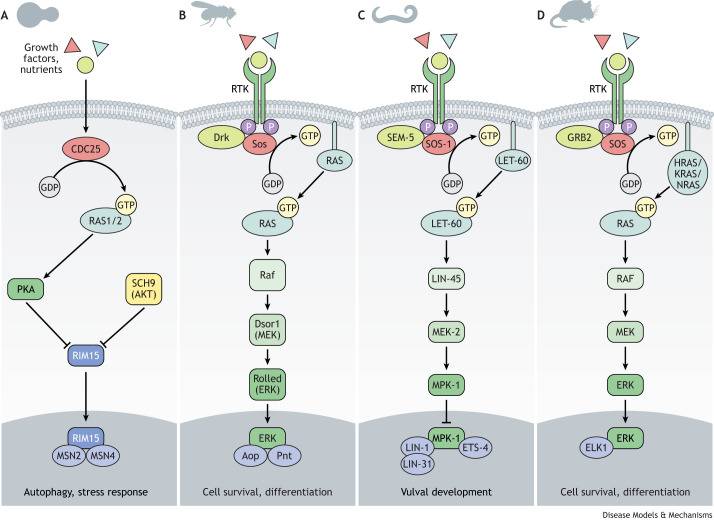 A
Growth
factors,
nutrients
CDC25
GDP
GTP
RAS1/2
PKA
SCH9
(AKT)
RIM15
RIM15
MSN2
MSN4
Autophagy, stress response
B
RTK
P
P
Drk
Sos
GTP
RAS
GDP
GTP
RAS
Raf
Dsor1
(MEK)
Rolled
(ERK)
ERK
Aop
Pnt
Cell survival, differentiation
C
RTK
P
P
SEM-5
SOS-1
GTP
LET-60
GDP
GTP
LET-60
LIN-45
MEK-2
MPK-1
MPK-1
LIN-1
ETS-4
LIN-31
Vulval development
D
RTK
P
P
GRB2
SOS
GTP
HRAS/
KRAS/
NRAS
GDP
GTP
RAS
RAF
MEK
ERK
ERK
ELK1
Cell survival, differentiation
Disease Models & Mechanisms